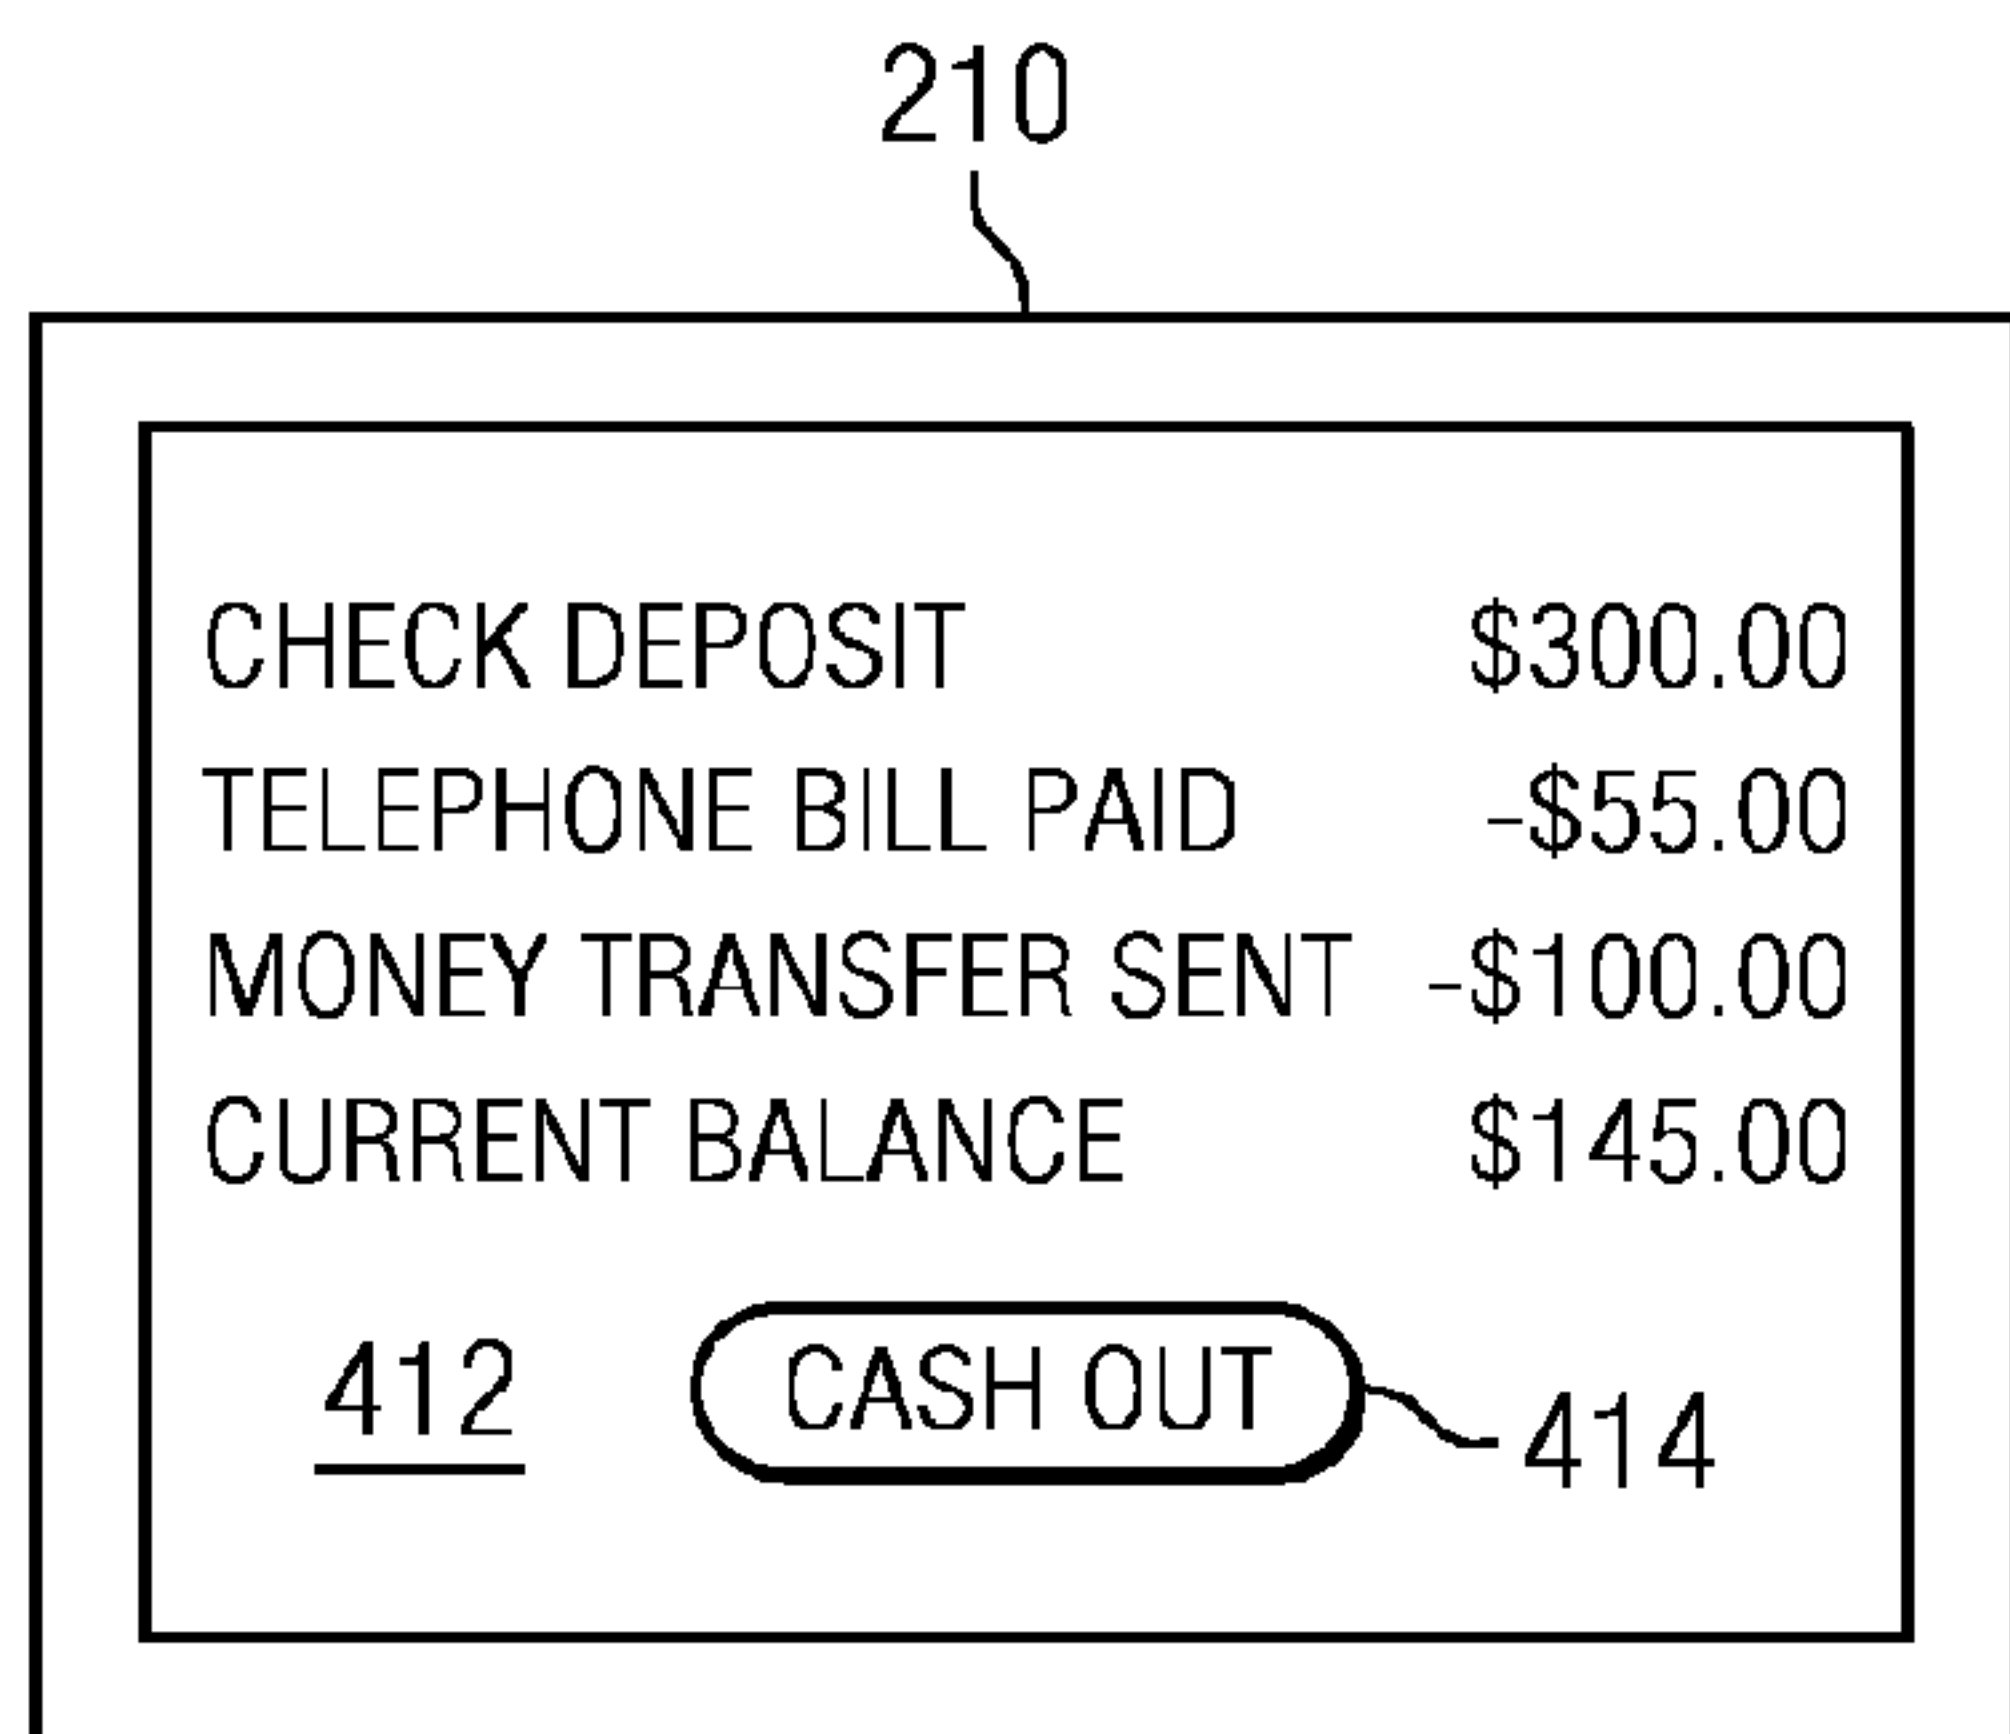 210
CHECK DEPOSIT $300.00
TELEPHONE BILL PAID -$55.00
MONEY TRANSFER SENT -$100.00
CURRENT BALANCE $145.00
412 CASH OUT 414